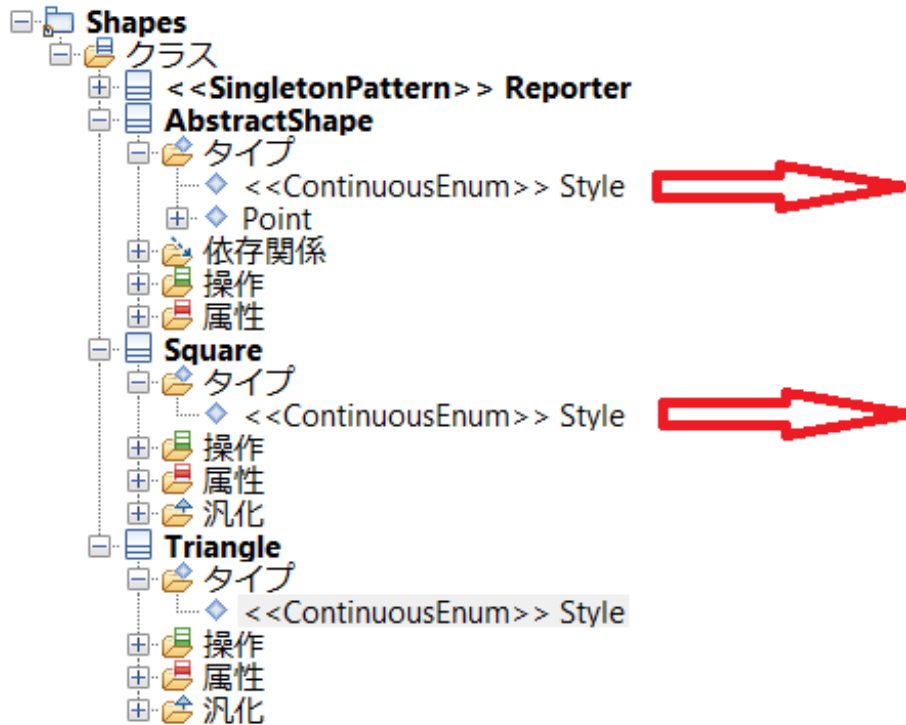 Shapes
クラス
<<SingletonPattern>> Reporter
AbstractShape
タイプ
<<ContinuousEnum>> Style
Point
依存関係
操作
属性
Square
タイプ
<<ContinuousEnum>> Style
操作
属性
汎化
Triangle
タイプ
<<ContinuousEnum>> Style
操作
属性
汎化